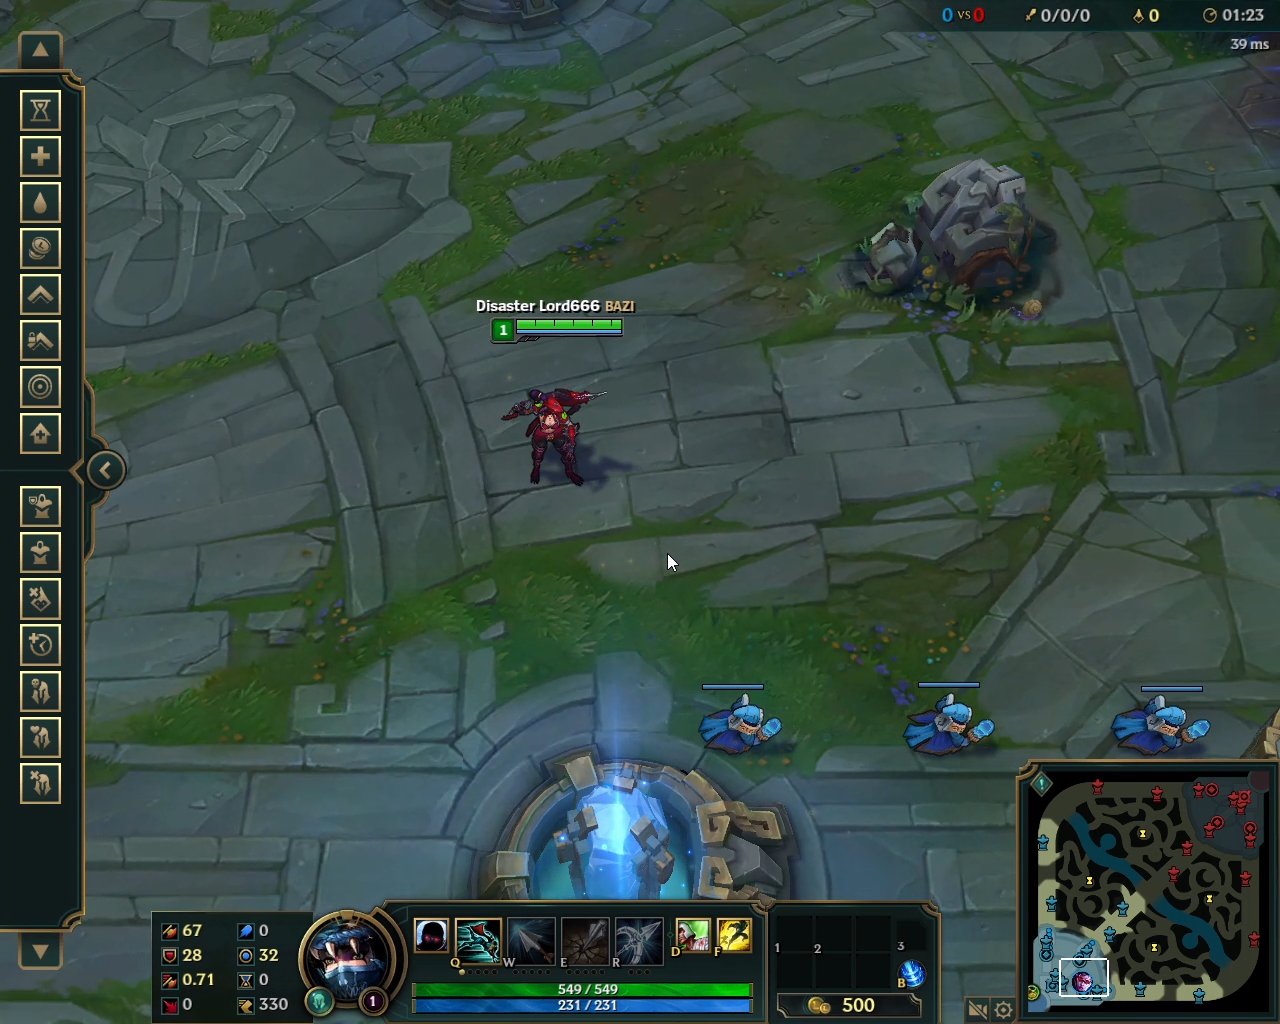 0 VS 0 0/0/0 0 01:23
39 ms
Disaster Lord666 BAZI
1
67 0
28 32
0.71 0
0 330
1
Q W E R D F
549 / 549
231 / 231
1 2 3
B
500